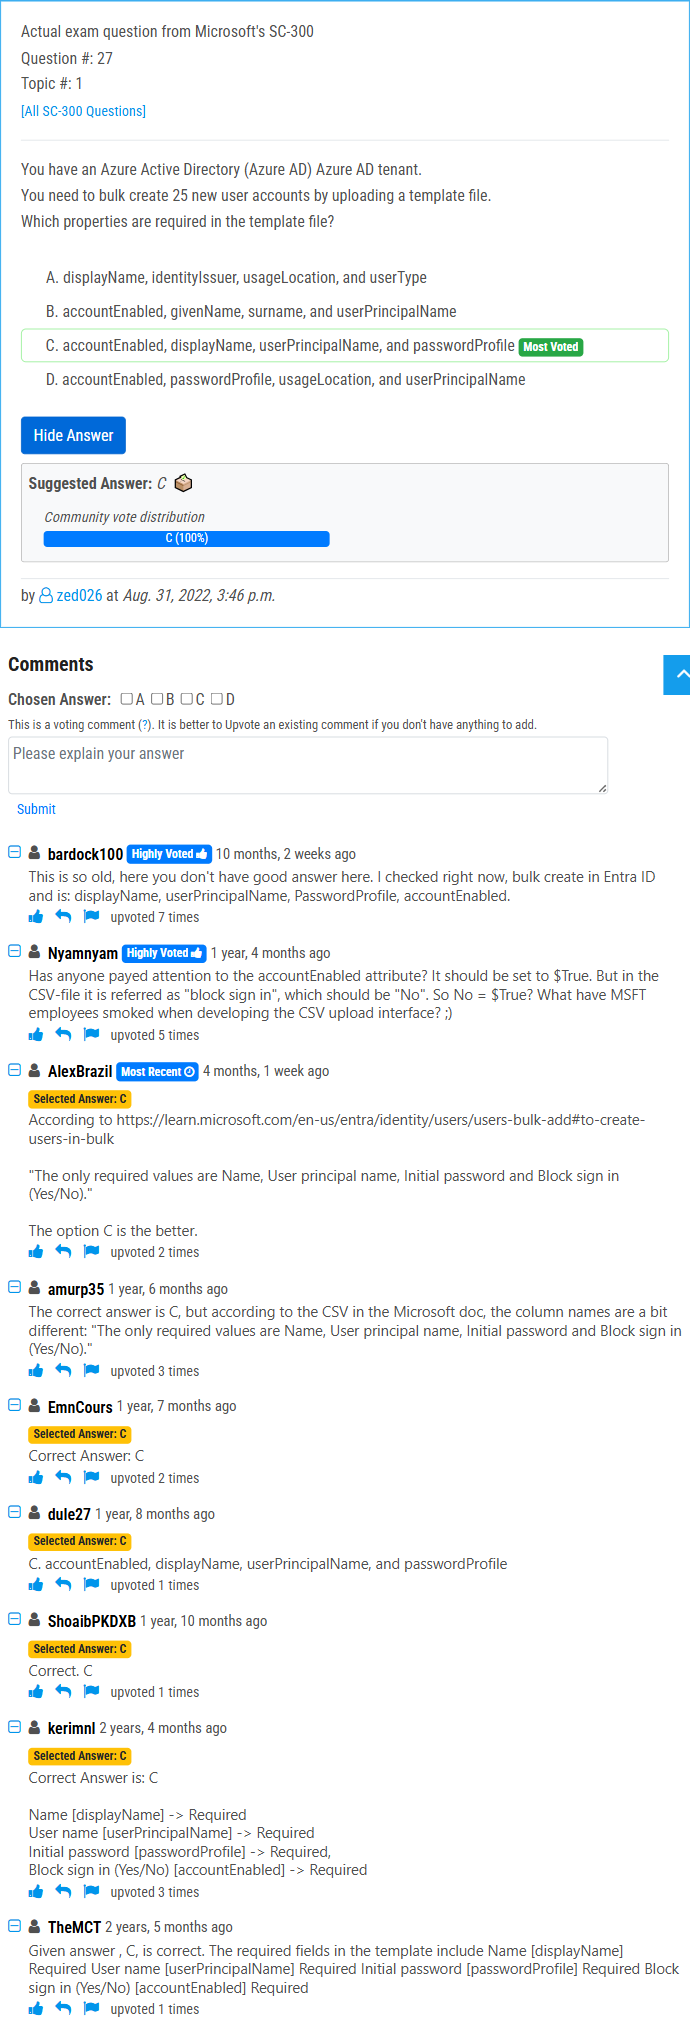 Actual exam question from Microsoft's SC-300
Question #: 27
Topic #: 1
[All SC-300 Questions]
You have an Azure Active Directory (Azure AD) Azure AD tenant.
You need to bulk create 25 new user accounts by uploading a template file.
Which properties are required in the template file?
A. displayName, identityIssuer, usageLocation, and userType
B. accountEnabled, givenName, surname, and userPrincipalName
C. accountEnabled, displayName, userPrincipalName, and passwordProfile Most Voted
D. accountEnabled, passwordProfile, usageLocation, and userPrincipalName
Hide Answer
Suggested Answer: C
Community vote distribution
C (100%)
by zed026 at Aug. 31, 2022, 3:46 p.m.
Comments
Chosen Answer: A B C D
This is a voting comment (?). It is better to Upvote an existing comment if you don't have anything to add.
Please explain your answer
Submit
bardock100 Highly Voted 10 months, 2 weeks ago
This is so old, here you don't have good answer here. I checked right now, bulk create in Entra ID
and is: displayName, userPrincipalName, PasswordProfile, accountEnabled.
upvoted 7 times
Nyamnyam Highly Voted 1 year, 4 months ago
Has anyone payed attention to the accountEnabled attribute? It should be set to $True. But in the
CSV-file it is referred as "block sign in", which should be "No". So No = $True? What have MSFT
employees smoked when developing the CSV upload interface? ;)
upvoted 5 times
AlexBrazil Most Recent 4 months, 1 week ago
Selected Answer: C
According to https://learn.microsoft.com/en-us/entra/identity/users/users-bulk-add#to-create-
users-in-bulk
"The only required values are Name, User principal name, Initial password and Block sign in
(Yes/No)."
The option C is the better.
upvoted 2 times
amurp35 1 year, 6 months ago
The correct answer is C, but according to the CSV in the Microsoft doc, the column names are a bit
different: "The only required values are Name, User principal name, Initial password and Block sign in
(Yes/No)."
upvoted 3 times
EmnCours 1 year, 7 months ago
Selected Answer: C
Correct Answer: C
upvoted 2 times
dule27 1 year, 8 months ago
Selected Answer: C
C. accountEnabled, displayName, userPrincipalName, and passwordProfile
upvoted 1 times
ShoaibPKDXB 1 year, 10 months ago
Selected Answer: C
Correct. C
upvoted 1 times
kerimnl 2 years, 4 months ago
Selected Answer: C
Correct Answer is: C
Name [displayName] -> Required
User name [userPrincipalName] -> Required
Initial password [passwordProfile] -> Required,
Block sign in (Yes/No) [accountEnabled] -> Required
upvoted 3 times
TheMCT 2 years, 5 months ago
Given answer , C, is correct. The required fields in the template include Name [displayName]
Required User name [userPrincipalName] Required Initial password [passwordProfile] Required Block
sign in (Yes/No) [accountEnabled] Required
upvoted 1 times